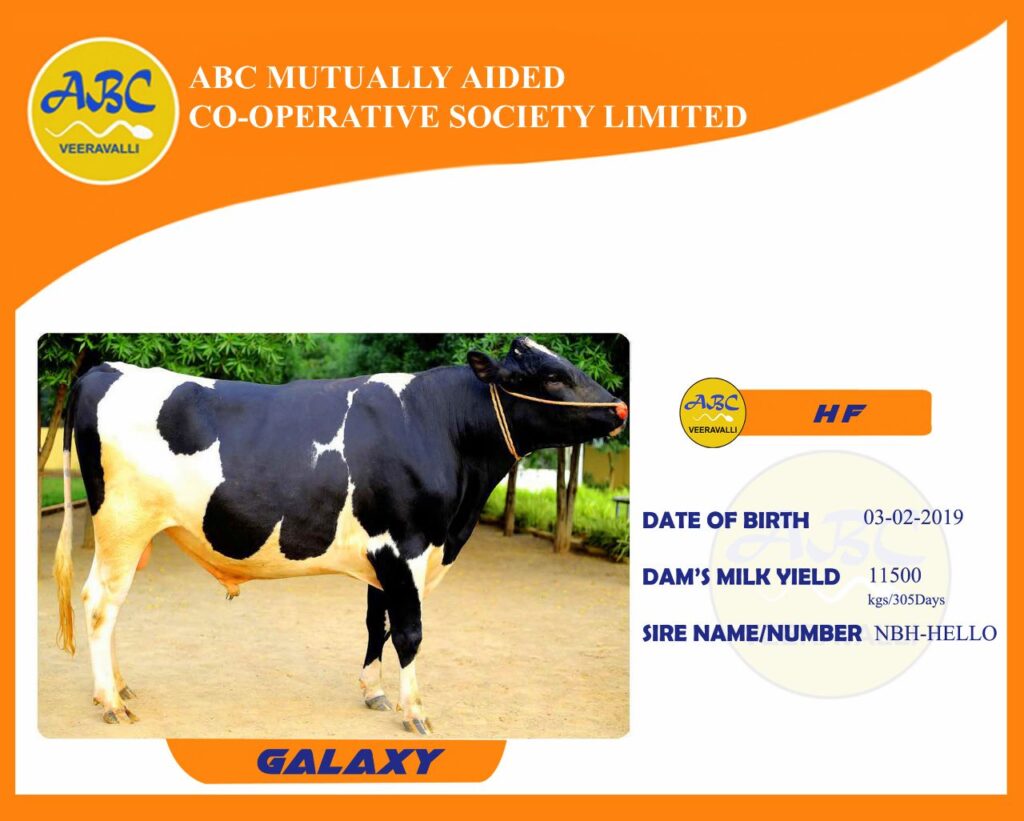 ABC
VEERAVALLI
ABC MUTUALLY AIDED
CO-OPERATIVE SOCIETY LIMITED
ABC
VEERAVALLI
HF
DATE OF BIRTH 03-02-2019
DAM'S MILK YIELD 11500
kgs/305Days
SIRE NAME/NUMBER NBH-HELLO
GALAXY